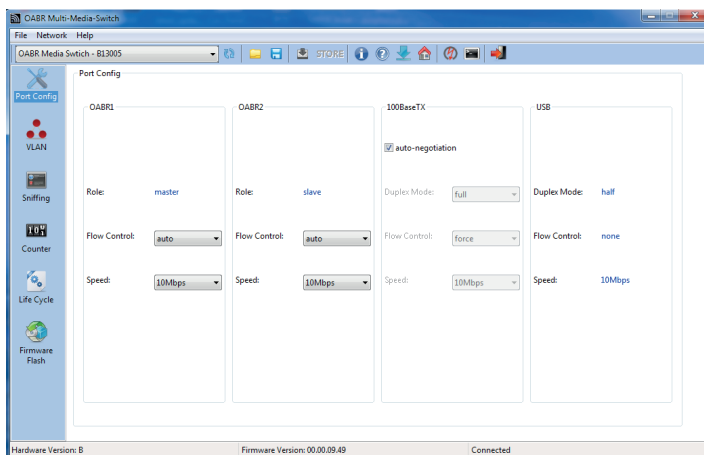 OABR Multi-Media-Switch
File Network Help
OABR Media Swtich - B13005
STORE
Port Config
VLAN
Sniffing
Counter
Life Cycle
Firmware
Flash
Port Config
OABR1
Role: master
Flow Control: auto
Speed: 10Mbps
OABR2
Role: slave
Flow Control: auto
Speed: 10Mbps
100BaseTX
auto-negotiation
Duplex Mode: full
Flow Control: force
Speed: 10Mbps
USB
Duplex Mode: half
Flow Control: none
Speed: 10Mbps
Hardware Version: B
Firmware Version: 00.00.09.49
Connected